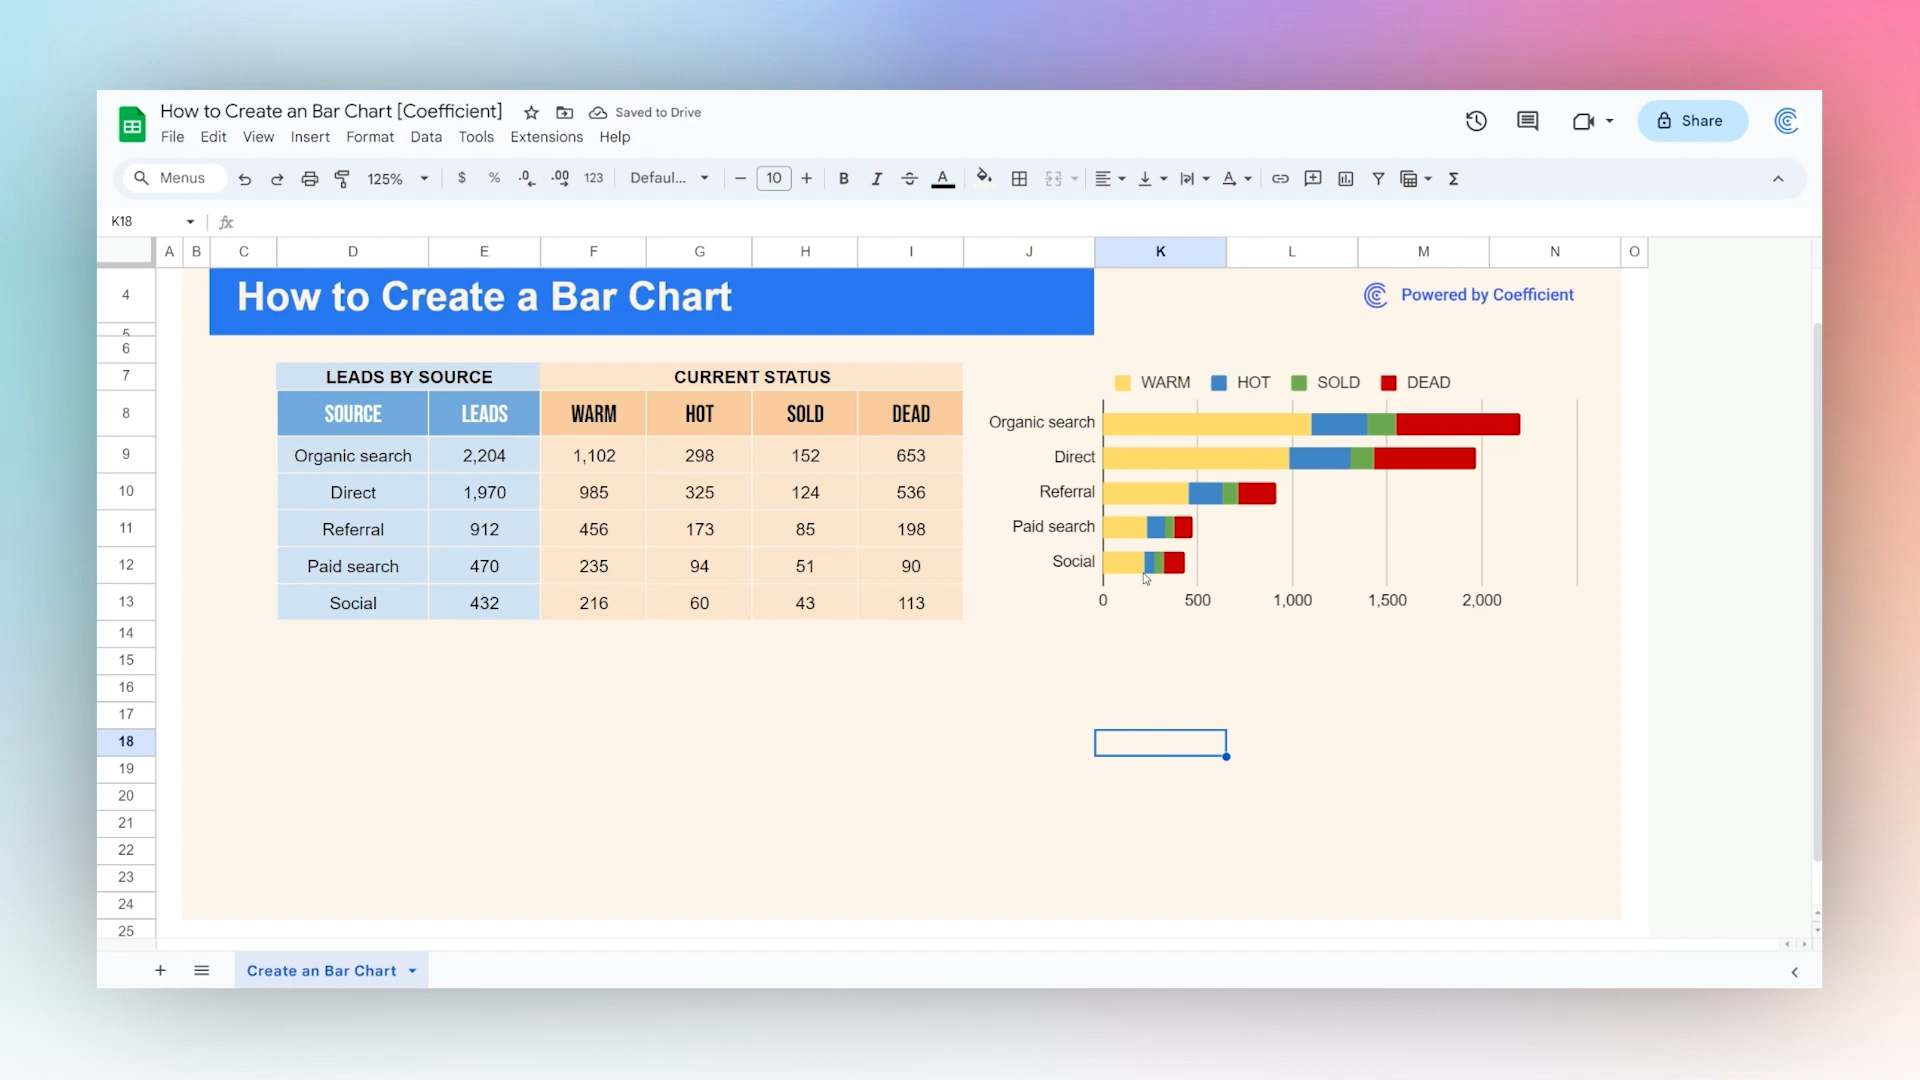 How to Create an Bar Chart [Coefficient] Saved to Drive
File Edit View Insert Format Data Tools Extensions Help
Share
Menus 125% $ % .0 .00 123 Defaul... 10 B I A Σ
K18 fx
A B C D E F G H I J K L M N O
4 How to Create a Bar Chart Powered by Coefficient
5
6
7 LEADS BY SOURCE CURRENT STATUS
8 SOURCE LEADS WARM HOT SOLD DEAD
9 Organic search 2,204 1,102 298 152 653
10 Direct 1,970 985 325 124 536
11 Referral 912 456 173 85 198
12 Paid search 470 235 94 51 90
13 Social 432 216 60 43 113
WARM HOT SOLD DEAD
Organic search
Direct
Referral
Paid search
Social
0 500 1,000 1,500 2,000
14
15
16
17
18
19
20
21
22
23
24
25
Create an Bar Chart